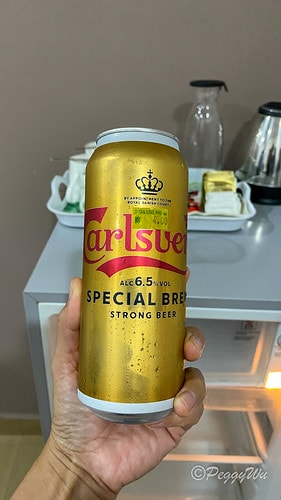 BY APPOINTMENT TO THE
ROYAL DANISH COURT
Carlsber
ALC 6.5% VOL
SPECIAL BRE
STRONG BEER
©PeggyWu